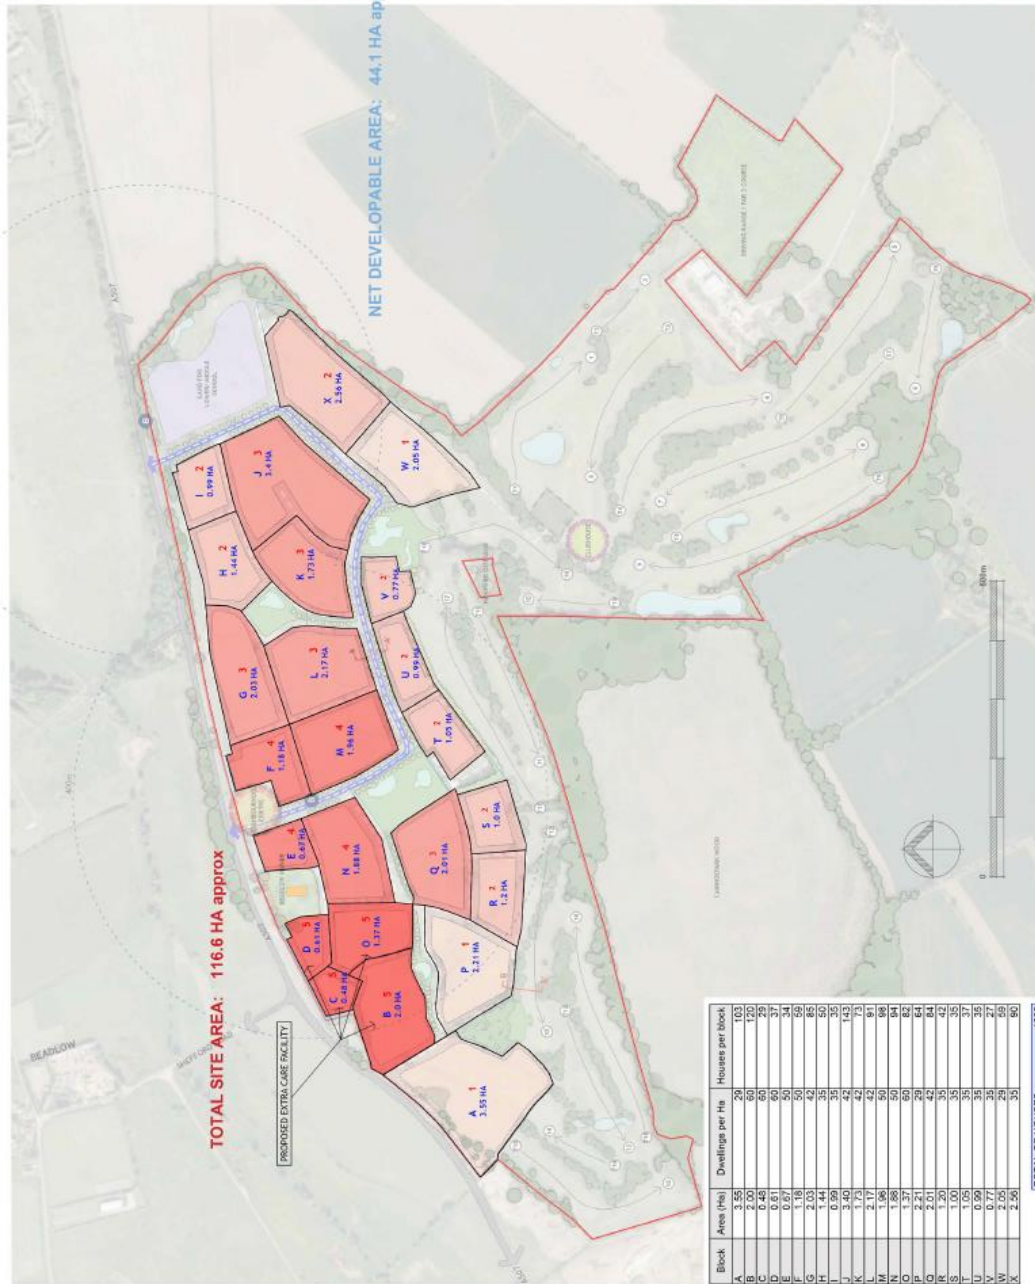 TOTAL SITE AREA: 116.6 HA approx
NET DEVELOPABLE AREA: 44.1 HA ap
BEADLOW
A507
A507
A507
400m
PROPOSED EXTRA CARE FACILITY
CLUBHOUSE
DRIVING RANGE / PAR 3 COURSE
A 1
3.55 HA
B 5
2.0 HA
C 5
0.48 HA
D 5
0.61 HA
E 4
0.67 HA
F 4
1.18 HA
G 3
2.03 HA
H 2
1.44 HA
I 2
0.99 HA
J 3
3.4 HA
K 3
1.73 HA
L 3
2.17 HA
M 4
1.96 HA
N 4
1.88 HA
O 5
1.37 HA
P 1
2.21 HA
Q 3
2.01 HA
R 2
1.2 HA
S 2
1.0 HA
T 2
1.05 HA
U 2
0.99 HA
V 2
0.77 HA
W 1
2.05 HA
X 2
2.56 HA
0
Block Area (Ha) Dwellings per Ha Houses per block
A 3.55 29 103
B 2.00 60 120
C 0.48 60 29
D 0.61 60 37
E 0.67 50 34
F 1.18 50 59
G 2.03 42 85
H 1.44 35 50
I 0.99 35 35
J 3.40 42 143
K 1.73 42 73
L 2.17 42 91
M 1.96 50 98
N 1.88 50 94
O 1.37 60 82
P 2.21 29 64
Q 2.01 42 84
R 1.20 35 42
S 1.00 35 35
T 1.05 35 37
U 0.99 35 35
V 0.77 35 27
W 2.05 29 59
X 2.56 35 90